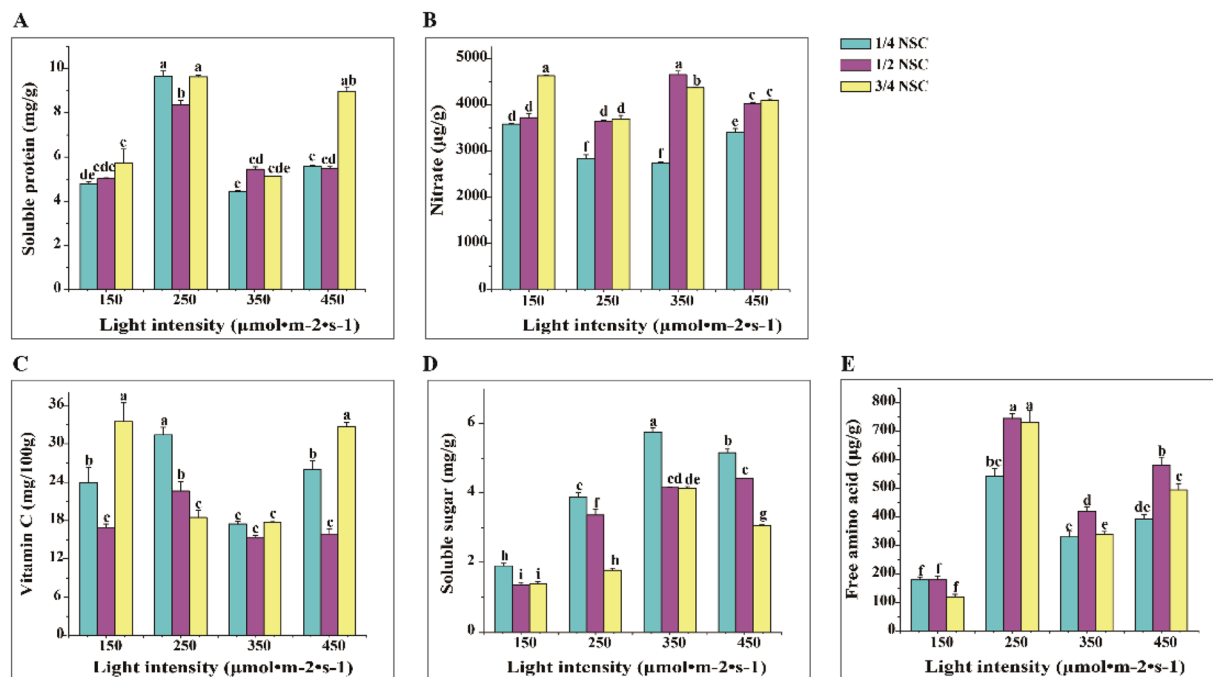 A
B
1/4 NSC
1/2 NSC
3/4 NSC
Soluble protein (mg/g)
10
8
6
4
2
0
de
cdc
c
a
b
a
c
cd
cde
c
cd
ab
150
250
350
450
Light intensity (μmol•m-2•s-1)
Nitrate (μg/g)
5000
4000
3000
2000
1000
0
d
d
a
f
d
d
f
a
b
e
c
c
150
250
350
450
Light intensity (μmol•m-2•s-1)
C
D
E
Vitamin C (mg/100g)
36
30
24
18
12
6
0
b
c
a
a
b
c
c
c
c
b
c
a
150
250
350
450
Light intensity (μmol•m-2•s-1)
Soluble sugar (mg/g)
6
4
2
0
h
i
i
c
f
h
a
cd
de
b
c
g
150
250
350
450
Light intensity (μmol•m-2•s-1)
Free amino acid (μg/g)
800
700
600
500
400
300
200
100
0
f
f
f
bc
a
a
c
d
e
dc
b
c
150
250
350
450
Light intensity (μmol•m-2•s-1)